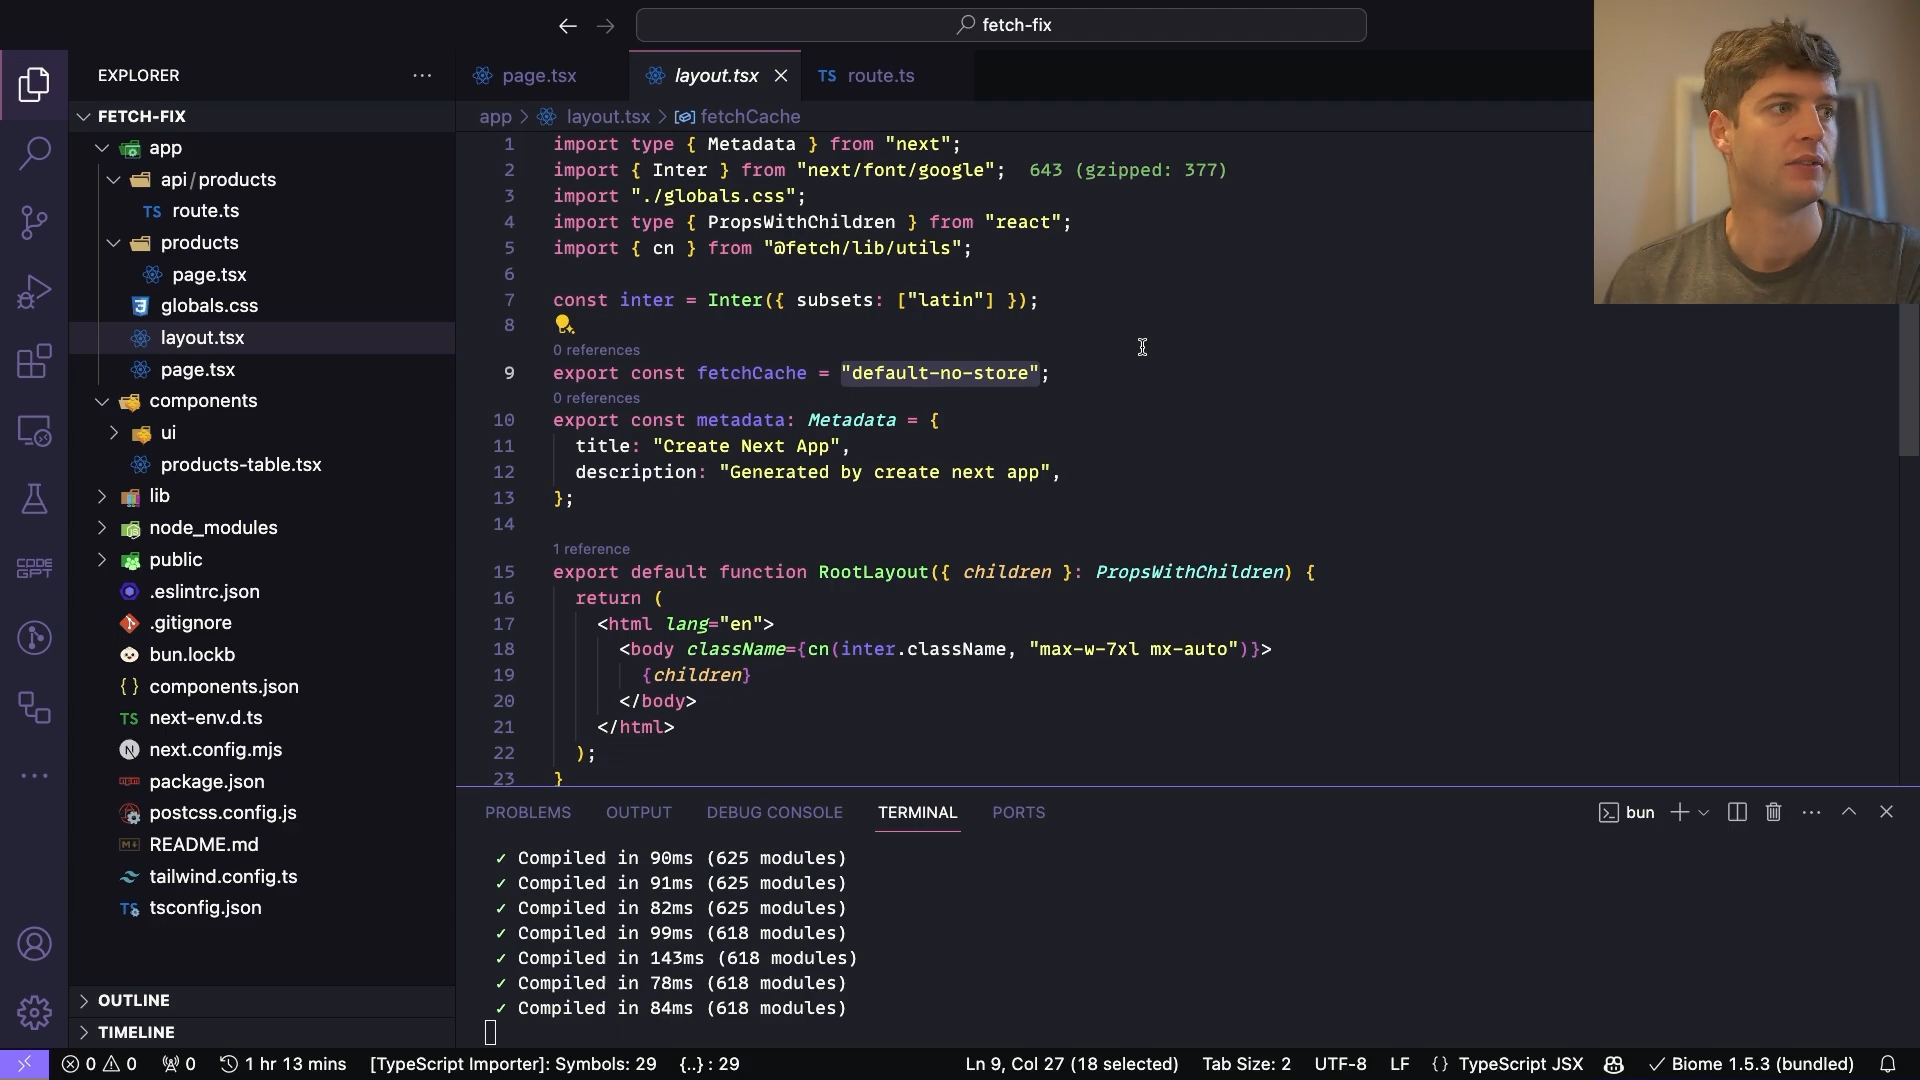 fetch-fix
EXPLORER
FETCH-FIX
app
api/products
TS route.ts
products
page.tsx
globals.css
layout.tsx
page.tsx
components
ui
products-table.tsx
lib
node_modules
public
.eslintrc.json
.gitignore
bun.lockb
{} components.json
TS next-env.d.ts
N next.config.mjs
package.json
postcss.config.js
README.md
tailwind.config.ts
TS tsconfig.json
OUTLINE
TIMELINE
CODE
GPT
page.tsx
layout.tsx
TS route.ts
app > layout.tsx > fetchCache
1 import type { Metadata } from "next";
2 import { Inter } from "next/font/google"; 643 (gzipped: 377)
3 import "./globals.css";
4 import type { PropsWithChildren } from "react";
5 import { cn } from "@fetch/lib/utils";
6
7 const inter = Inter({ subsets: ["latin"] });
8
0 references
9 export const fetchCache = "default-no-store";
0 references
10 export const metadata: Metadata = {
11 title: "Create Next App",
12 description: "Generated by create next app",
13 };
14
1 reference
15 export default function RootLayout({ children }: PropsWithChildren) {
16 return (
17 <html lang="en">
18 <body className={cn(inter.className, "max-w-7xl mx-auto")}>
19 {children}
20 </body>
21 </html>
22 );
23 }
PROBLEMS OUTPUT DEBUG CONSOLE TERMINAL PORTS
bun
✓ Compiled in 90ms (625 modules)
✓ Compiled in 91ms (625 modules)
✓ Compiled in 82ms (625 modules)
✓ Compiled in 99ms (618 modules)
✓ Compiled in 143ms (618 modules)
✓ Compiled in 78ms (618 modules)
✓ Compiled in 84ms (618 modules)
0 0 0 1 hr 13 mins [TypeScript Importer]: Symbols: 29 {..} : 29 Ln 9, Col 27 (18 selected) Tab Size: 2 UTF-8 LF {} TypeScript JSX ✓ Biome 1.5.3 (bundled)